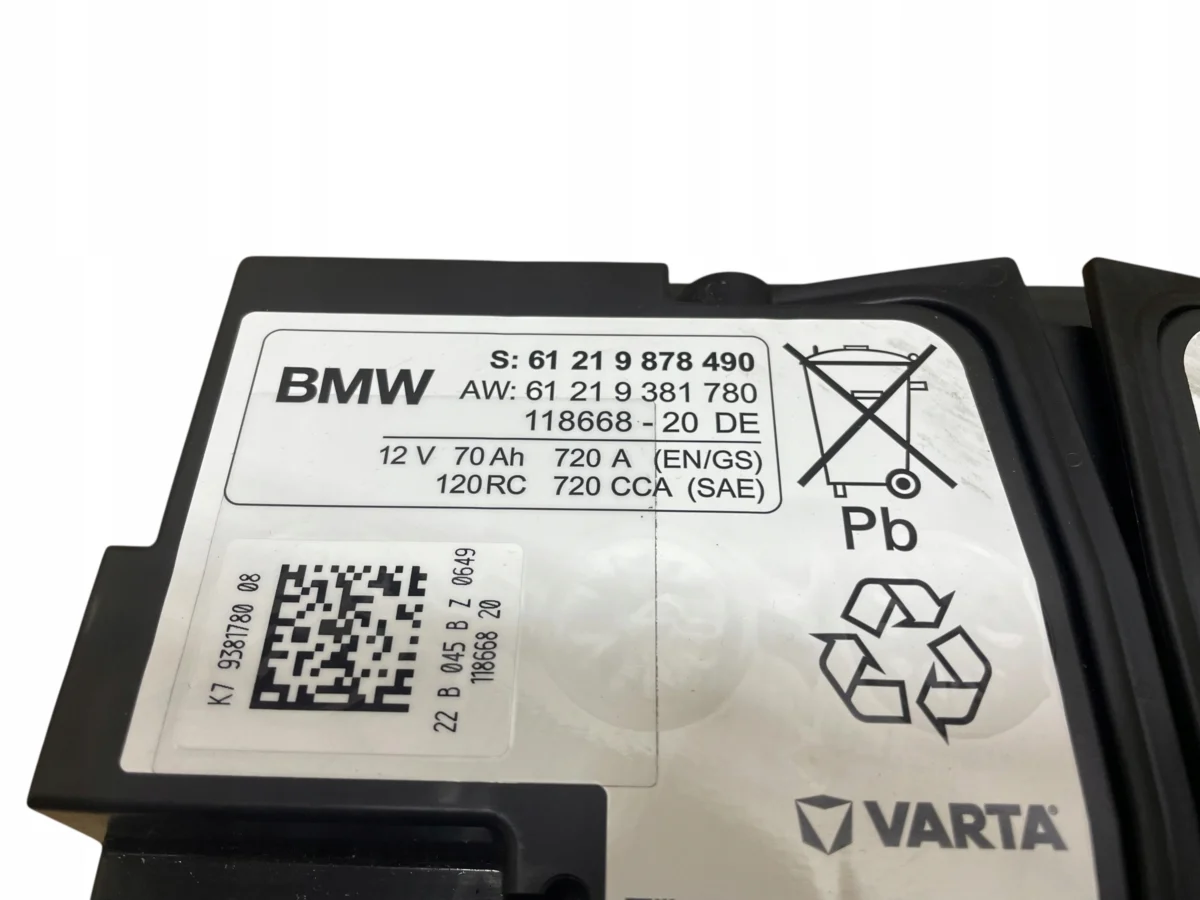 BMW
S: 61 21 9 878 490
AW: 61 21 9 381 780
118668 - 20 DE
12 V 70 Ah 720 A (EN/GS)
120 RC 720 CCA (SAE)
Pb
K7 9381780 08
22 B 045 B Z 0649
118668 20
VARTA®